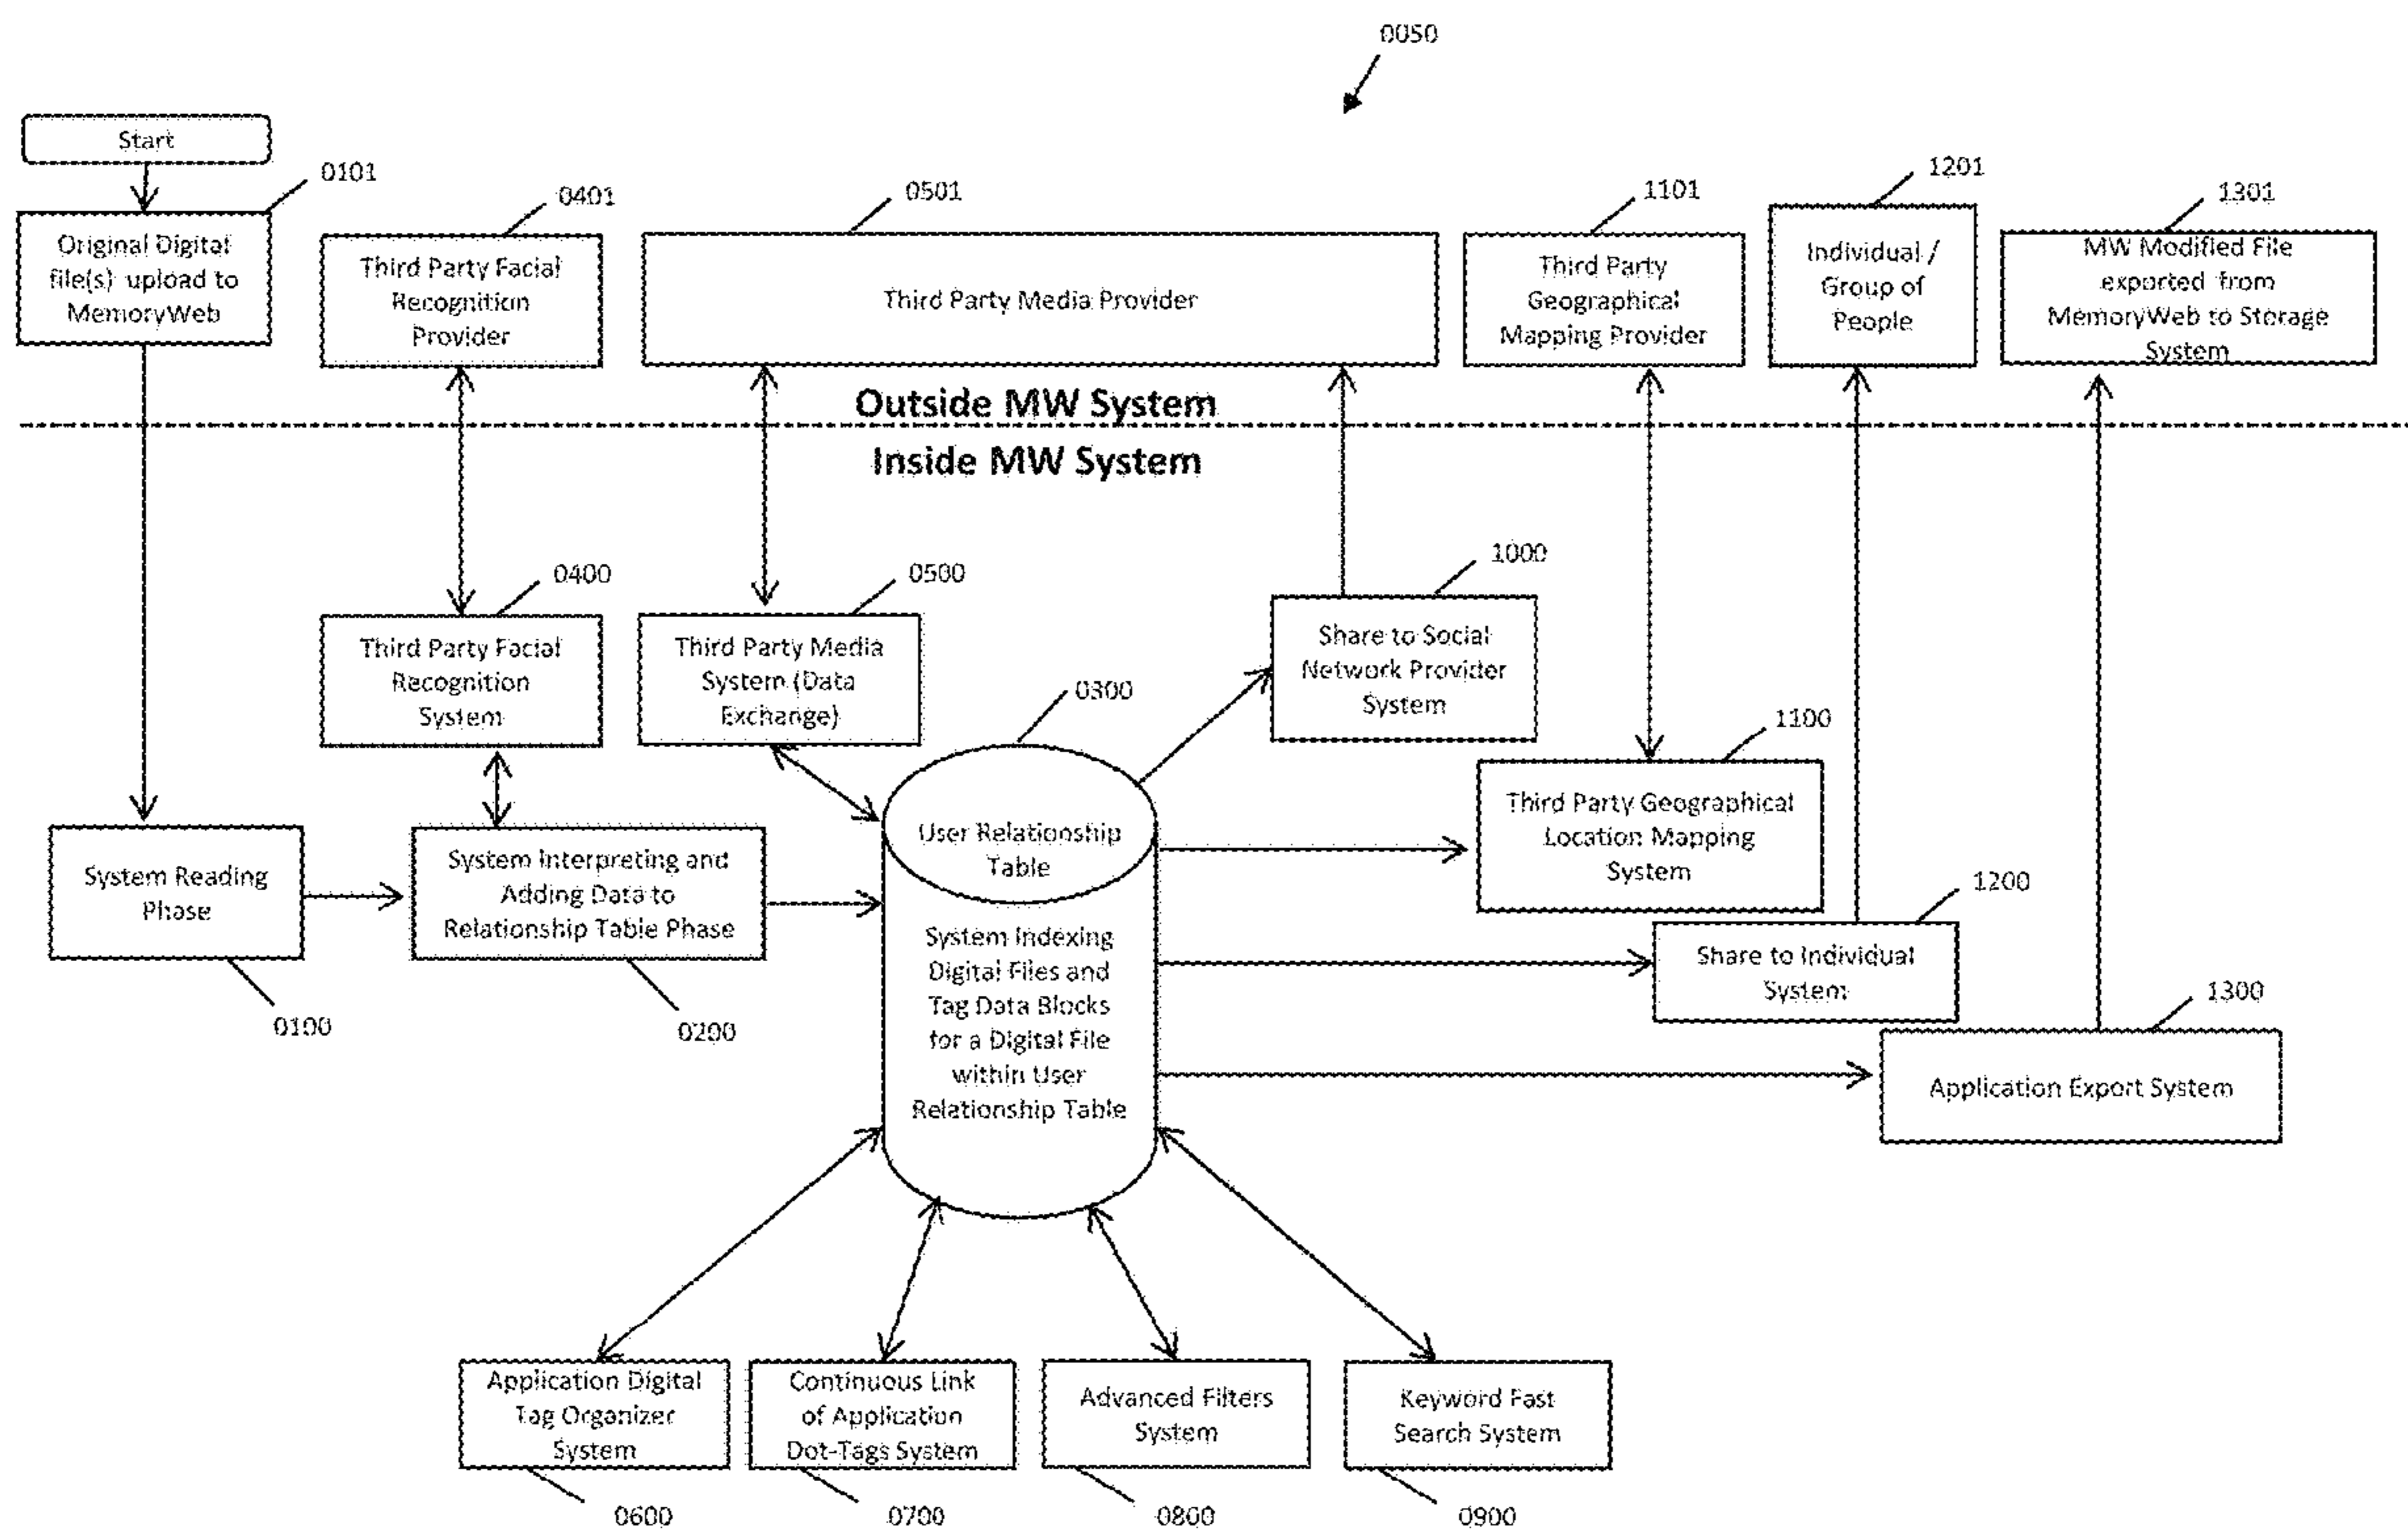 0050
Start
0101
0401
0501
1101
1201
1301
Original Digital
file(s) upload to
MemoryWeb
Third Party Facial
Recognition
Provider
Third Party Media Provider
Third Party
Geographical
Mapping Provider
Individual /
Group of
People
MW Modified File
exported from
MemoryWeb to Storage
System
Outside MW System
Inside MW System
0400
0500
1000
Third Party Facial
Recognition
System
Third Party Media
System (Data
Exchange)
0300
Share to Social
Network Provider
System
1100
Third Party Geographical
Location Mapping
System
System Reading
Phase
0100
System Interpreting and
Adding Data to
Relationship Table Phase
0200
User Relationship
Table
System Indexing
Digital Files and
Tag Data Blocks
for a Digital File
within User
Relationship Table
1200
Share to Individual
System
1300
Application Export System
Application Digital
Tag Organizer
System
Continuous Link
of Application
Dot-Tags System
Advanced Filters
System
Keyword Fast
Search System
0600
0700
0800
0900